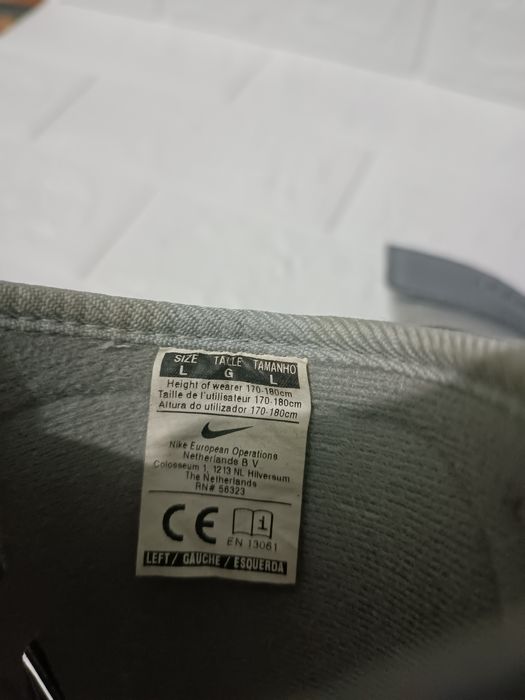 SIZE TALLE TAMANHO
L G L
Height of wearer 170-180cm
Taille de l'utilisateur 170-180cm
Altura do utilizador 170-180cm
Nike European Operations
Netherlands B V
Colosseum 1, 1213 NL Hilversum
The Netherlands
RN# 56323
CE i
EN 13061
LEFT / GAUCHE / ESQUERDA